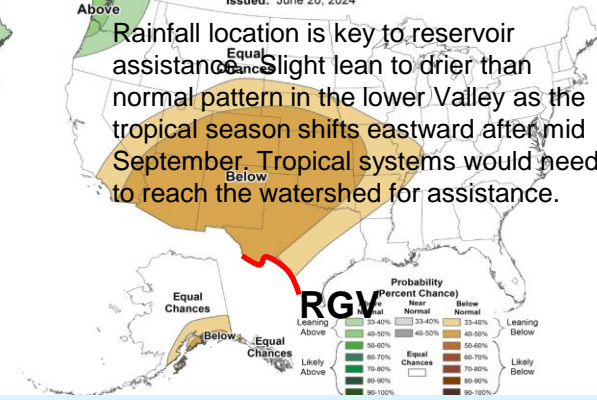 Issued: June 20, 2024
Above
Rainfall location is key to reservoir
Equal
assistance. Slight lean to drier than
Chances
normal pattern in the lower Valley as the
tropical season shifts eastward after mid
September. Tropical systems would need
Below
to reach the watershed for assistance.
RGV
Equal
Chances
Below
Equal
Chances
Probability
(Percent Chance)
Above Near Below
Normal Normal Normal
Leaning Above 33-40% 33-40% 33-40% Leaning Below
40-50% 40-50% 40-50%
50-60% 50-60%
Likely Above 60-70% Equal Chances 60-70% Likely Below
70-80% 70-80%
80-90% 80-90%
90-100% 90-100%